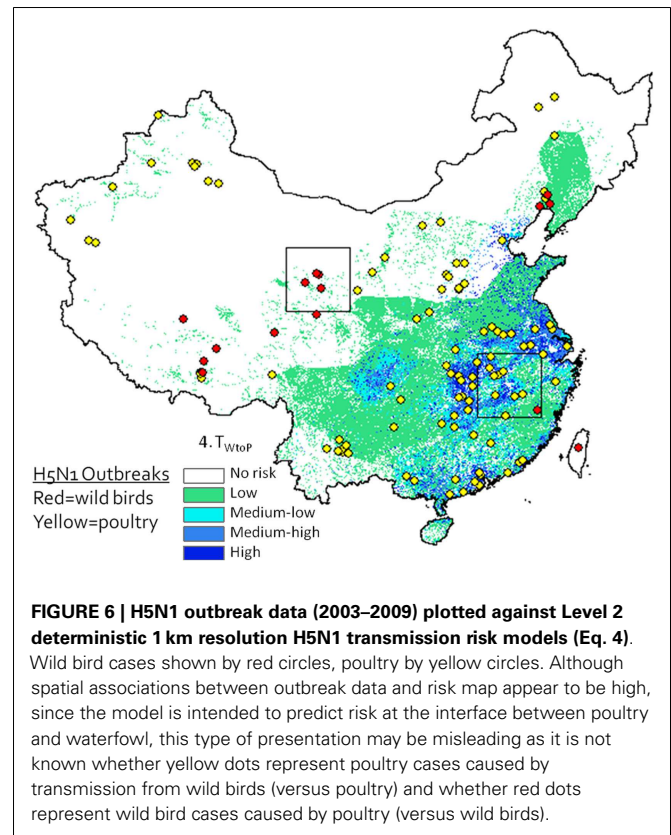 4.TWtoP
H5N1 Outbreaks
Red=wild birds
Yellow=poultry
No risk
Low
Medium-low
Medium-high
High
FIGURE 6 | H5N1 outbreak data (2003–2009) plotted against Level 2
deterministic 1 km resolution H5N1 transmission risk models (Eq. 4).
Wild bird cases shown by red circles, poultry by yellow circles. Although
spatial associations between outbreak data and risk map appear to be high,
since the model is intended to predict risk at the interface between poultry
and waterfowl, this type of presentation may be misleading as it is not
known whether yellow dots represent poultry cases caused by
transmission from wild birds (versus poultry) and whether red dots
represent wild bird cases caused by poultry (versus wild birds).